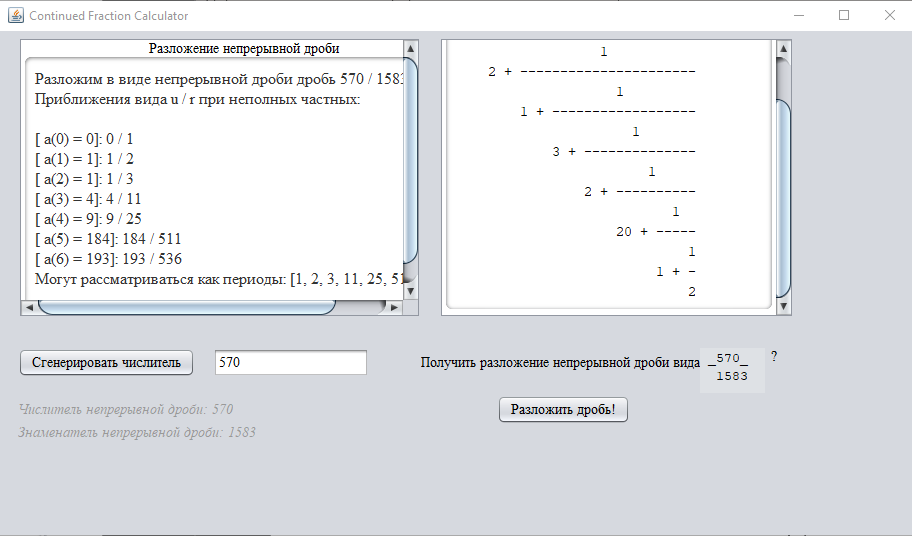 Continued Fraction Calculator
Разложение непрерывной дроби
Разложим в виде непрерывной дроби дробь 570 / 1583
Приближения вида u / r при неполных частных:
[ a(0) = 0]: 0 / 1
[ a(1) = 1]: 1 / 2
[ a(2) = 1]: 1 / 3
[ a(3) = 4]: 4 / 11
[ a(4) = 9]: 9 / 25
[ a(5) = 184]: 184 / 511
[ a(6) = 193]: 193 / 536
Могут рассматриваться как периоды: [1, 2, 3, 11, 25, 51
1
2 + ----------------------
1
1 + ------------------
1
3 + --------------
1
2 + ----------
1
20 + -----
1
1 + -
2
Сгенерировать числитель
570
Получить разложение непрерывной дроби вида
_570_
1583
?
Числитель непрерывной дроби: 570
Знаменатель непрерывной дроби: 1583
Разложить дробь!